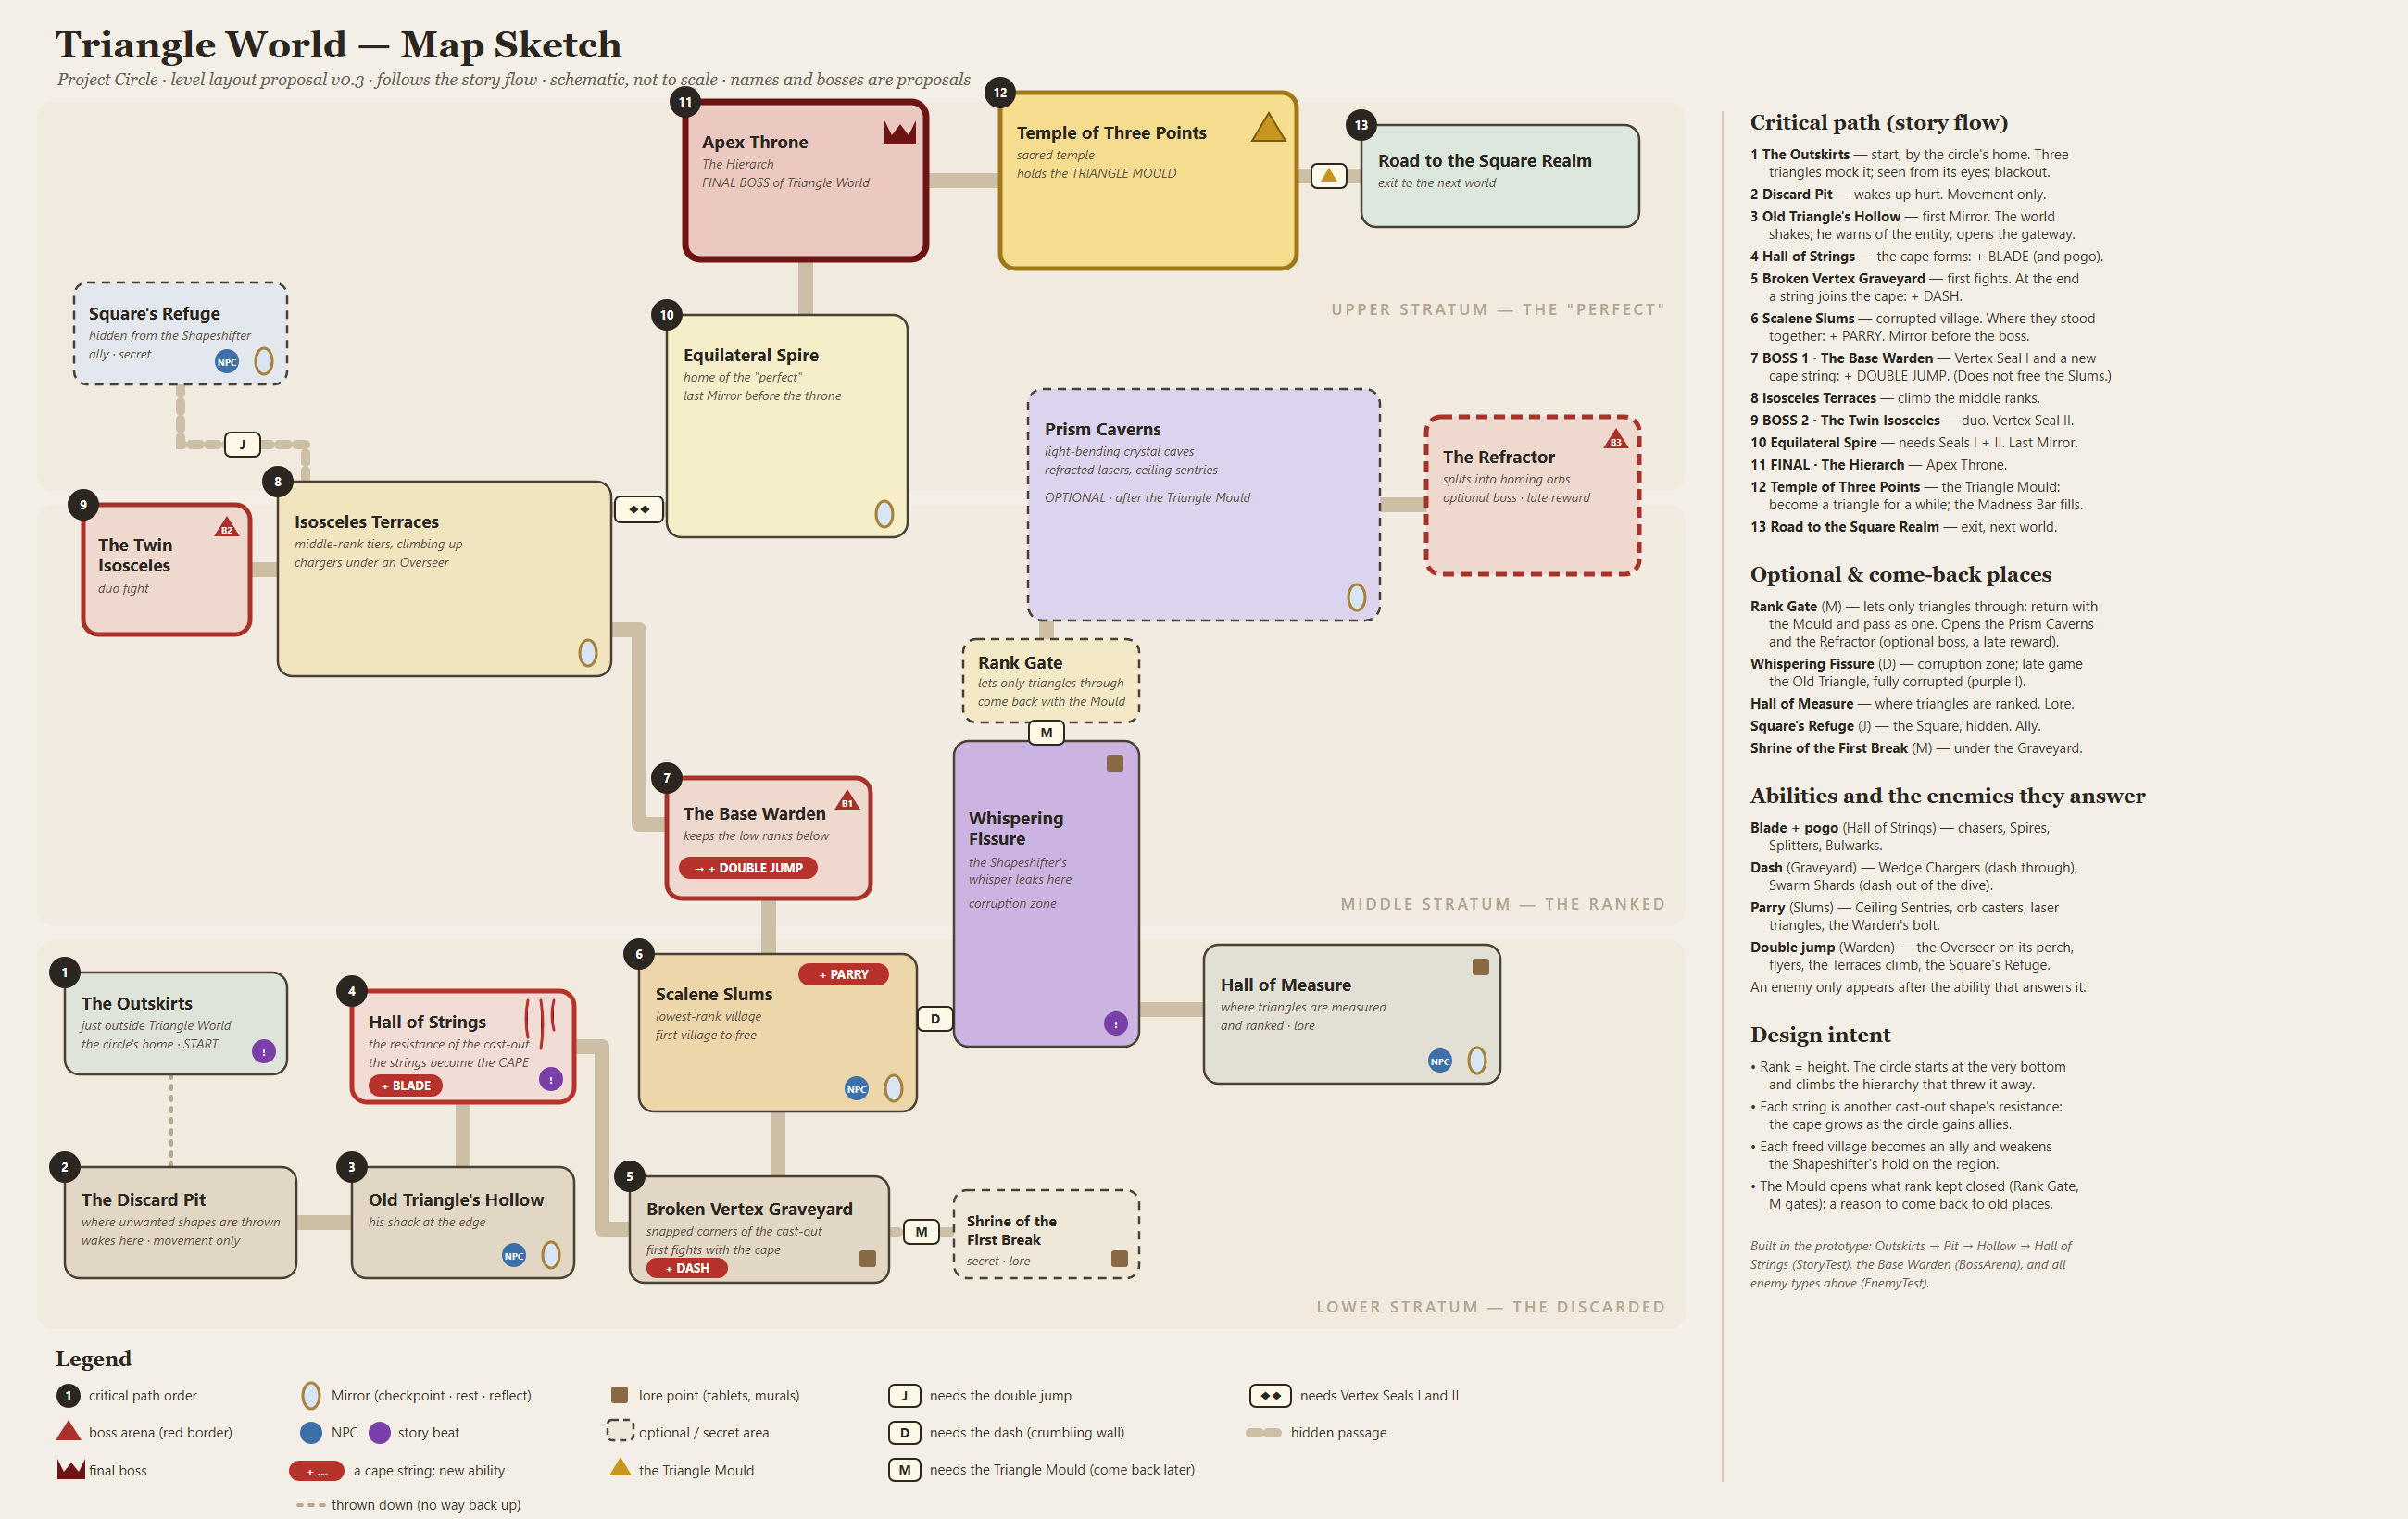 Triangle World — Map Sketch
Project Circle · level layout proposal v0.3 · follows the story flow · schematic, not to scale · names and bosses are proposals
11
Apex Throne
The Hierarch
FINAL BOSS of Triangle World
12
Temple of Three Points
sacred temple
holds the TRIANGLE MOULD
13
Road to the Square Realm
exit to the next world
UPPER STRATUM — THE "PERFECT"
Square's Refuge
hidden from the Shapeshifter
ally · secret
NPC
J
10
Equilateral Spire
home of the "perfect"
last Mirror before the throne
Prism Caverns
light-bending crystal caves
refracted lasers, ceiling sentries
OPTIONAL · after the Triangle Mould
B3
The Refractor
splits into homing orbs
optional boss · late reward
9
B2
The Twin
Isosceles
duo fight
8
Isosceles Terraces
middle-rank tiers, climbing up
chargers under an Overseer
◆◆
Rank Gate
lets only triangles through
come back with the Mould
M
7
B1
The Base Warden
keeps the low ranks below
→ + DOUBLE JUMP
Whispering
Fissure
the Shapeshifter's
whisper leaks here
corruption zone
!
MIDDLE STRATUM — THE RANKED
1
The Outskirts
just outside Triangle World
the circle's home · START
!
4
Hall of Strings
the resistance of the cast-out
the strings become the CAPE
+ BLADE
!
6
+ PARRY
Scalene Slums
lowest-rank village
first village to free
NPC
D
Hall of Measure
where triangles are measured
and ranked · lore
NPC
2
The Discard Pit
where unwanted shapes are thrown
wakes here · movement only
3
Old Triangle's Hollow
his shack at the edge
NPC
5
Broken Vertex Graveyard
snapped corners of the cast-out
first fights with the cape
+ DASH
M
Shrine of the
First Break
secret · lore
LOWER STRATUM — THE DISCARDED
Legend
1 critical path order
Mirror (checkpoint · rest · reflect)
lore point (tablets, murals)
J needs the double jump
◆◆ needs Vertex Seals I and II
boss arena (red border)
NPC
story beat
optional / secret area
D needs the dash (crumbling wall)
hidden passage
final boss
+ ... a cape string: new ability
the Triangle Mould
M needs the Triangle Mould (come back later)
thrown down (no way back up)
Critical path (story flow)
1 The Outskirts — start, by the circle's home. Three
triangles mock it; seen from its eyes; blackout.
2 Discard Pit — wakes up hurt. Movement only.
3 Old Triangle's Hollow — first Mirror. The world
shakes; he warns of the entity, opens the gateway.
4 Hall of Strings — the cape forms: + BLADE (and pogo).
5 Broken Vertex Graveyard — first fights. At the end
a string joins the cape: + DASH.
6 Scalene Slums — corrupted village. Where they stood
together: + PARRY. Mirror before the boss.
7 BOSS 1 · The Base Warden — Vertex Seal I and a new
cape string: + DOUBLE JUMP. (Does not free the Slums.)
8 Isosceles Terraces — climb the middle ranks.
9 BOSS 2 · The Twin Isosceles — duo. Vertex Seal II.
10 Equilateral Spire — needs Seals I + II. Last Mirror.
11 FINAL · The Hierarch — Apex Throne.
12 Temple of Three Points — the Triangle Mould:
become a triangle for a while; the Madness Bar fills.
13 Road to the Square Realm — exit, next world.
Optional & come-back places
Rank Gate (M) — lets only triangles through: return with
the Mould and pass as one. Opens the Prism Caverns
and the Refractor (optional boss, a late reward).
Whispering Fissure (D) — corruption zone; late game
the Old Triangle, fully corrupted (purple !).
Hall of Measure — where triangles are ranked. Lore.
Square's Refuge (J) — the Square, hidden. Ally.
Shrine of the First Break (M) — under the Graveyard.
Abilities and the enemies they answer
Blade + pogo (Hall of Strings) — chasers, Spires,
Splitters, Bulwarks.
Dash (Graveyard) — Wedge Chargers (dash through),
Swarm Shards (dash out of the dive).
Parry (Slums) — Ceiling Sentries, orb casters, laser
triangles, the Warden's bolt.
Double jump (Warden) — the Overseer on its perch,
flyers, the Terraces climb, the Square's Refuge.
An enemy only appears after the ability that answers it.
Design intent
• Rank = height. The circle starts at the very bottom
and climbs the hierarchy that threw it away.
• Each string is another cast-out shape's resistance:
the cape grows as the circle gains allies.
• Each freed village becomes an ally and weakens
the Shapeshifter's hold on the region.
• The Mould opens what rank kept closed (Rank Gate,
M gates): a reason to come back to old places.
Built in the prototype: Outskirts → Pit → Hollow → Hall of
Strings (StoryTest), the Base Warden (BossArena), and all
enemy types above (EnemyTest).